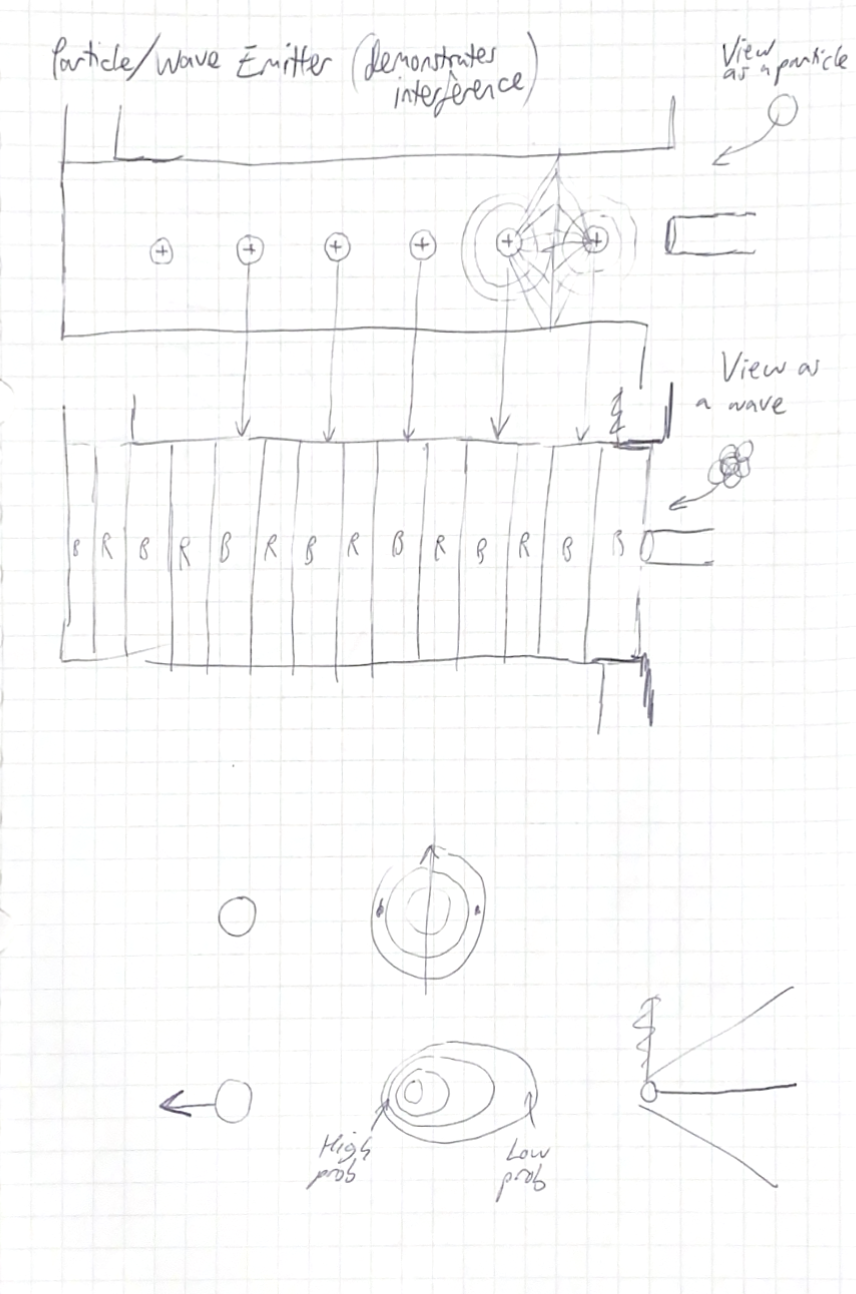 Particle/Wave Emitter (demonstrates
interference)
View
as a particle
+ + + + + +
View as
a wave
B R B R B R B R B R B R B B
High
prob
Low
prob